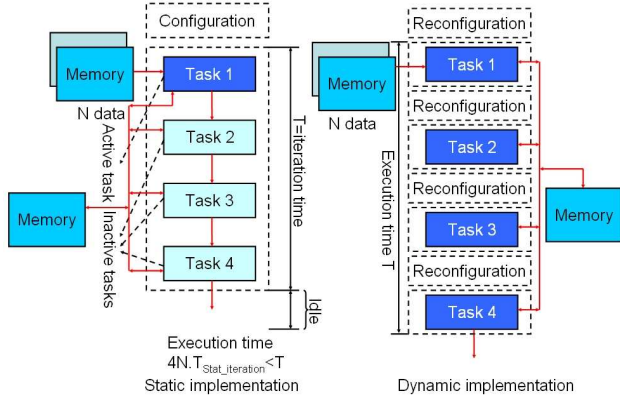 Configuration
Memory
N data
Task 1
Task 2
Task 3
Task 4
Active task
Inactive tasks
Memory
T=iteration time
Idle
Execution time
4N.T_Stat_iteration<T
Static implementation
Reconfiguration
Memory
N data
Task 1
Reconfiguration
Task 2
Reconfiguration
Task 3
Reconfiguration
Task 4
Execution time T
Memory
Dynamic implementation